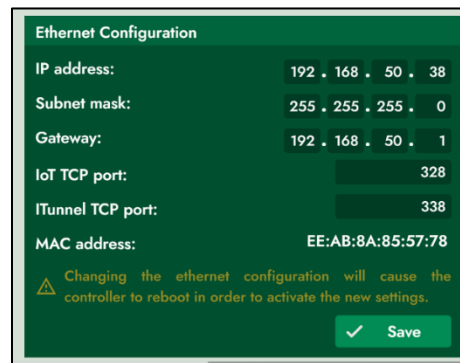 Ethernet Configuration
IP address: 192 . 168 . 50 . 38
Subnet mask: 255 . 255 . 255 . 0
Gateway: 192 . 168 . 50 . 1
IoT TCP port: 328
ITunnel TCP port: 338
MAC address: EE:AB:8A:85:57:78
Changing the ethernet configuration will cause the
controller to reboot in order to activate the new settings.
Save